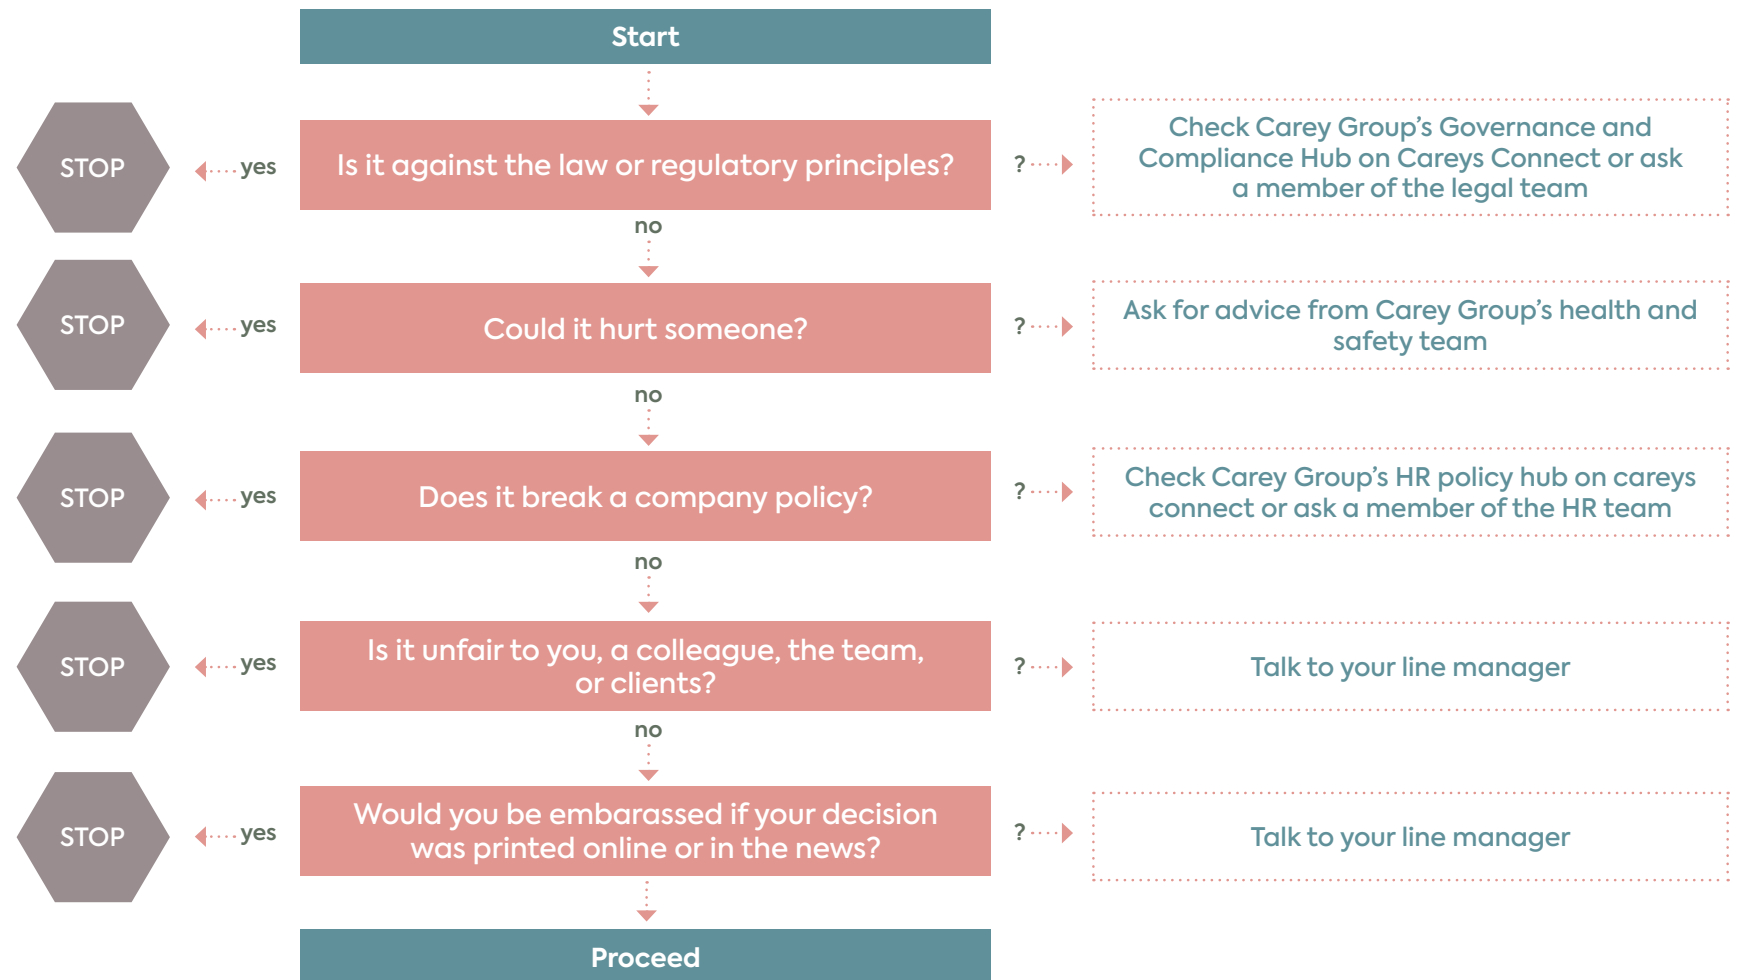 Start
STOP
yes
Is it against the law or regulatory principles?
?
Check Carey Group’s Governance and
Compliance Hub on Careys Connect or ask
a member of the legal team
no
STOP
yes
Could it hurt someone?
?
Ask for advice from Carey Group’s health and
safety team
no
STOP
yes
Does it break a company policy?
?
Check Carey Group’s HR policy hub on careys
connect or ask a member of the HR team
no
STOP
yes
Is it unfair to you, a colleague, the team,
or clients?
?
Talk to your line manager
no
STOP
yes
Would you be embarassed if your decision
was printed online or in the news?
?
Talk to your line manager
Proceed